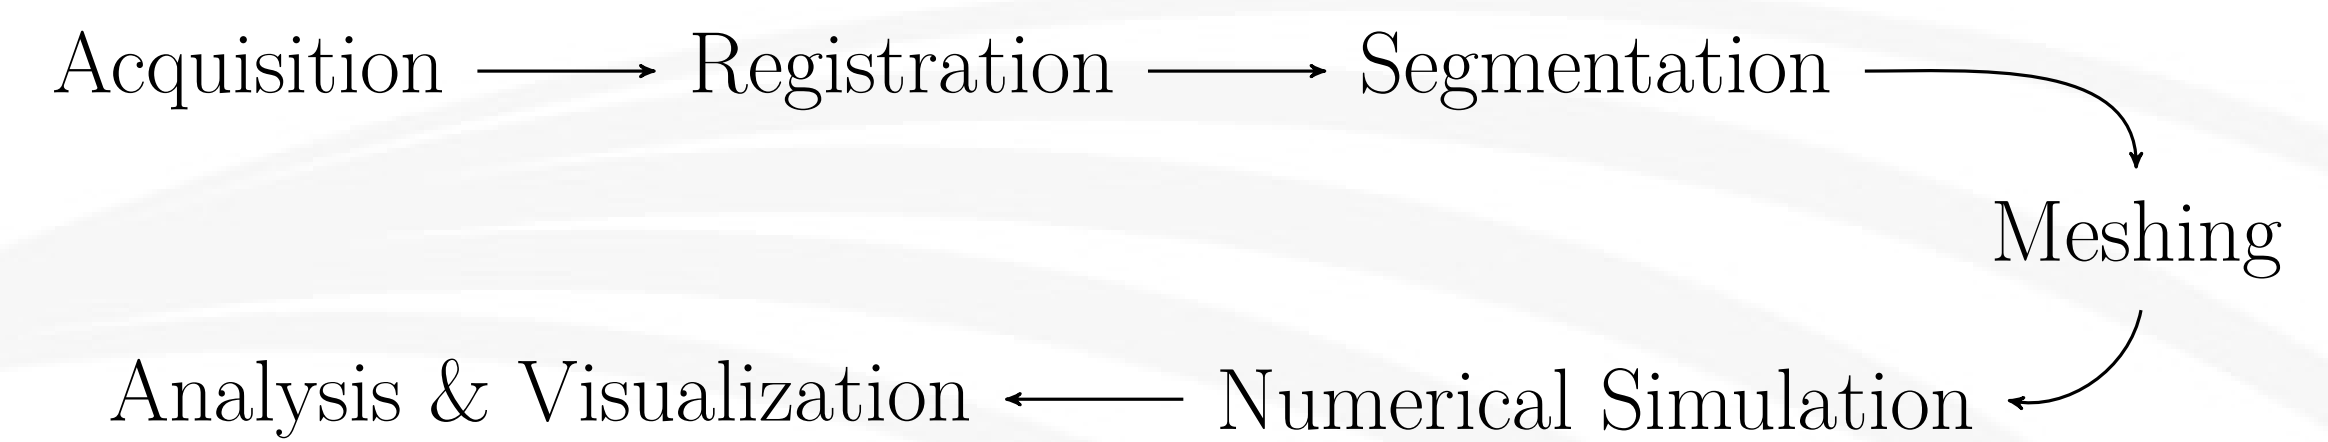 Acquisition Registration Segmentation
Meshing
Analysis & Visualization Numerical Simulation